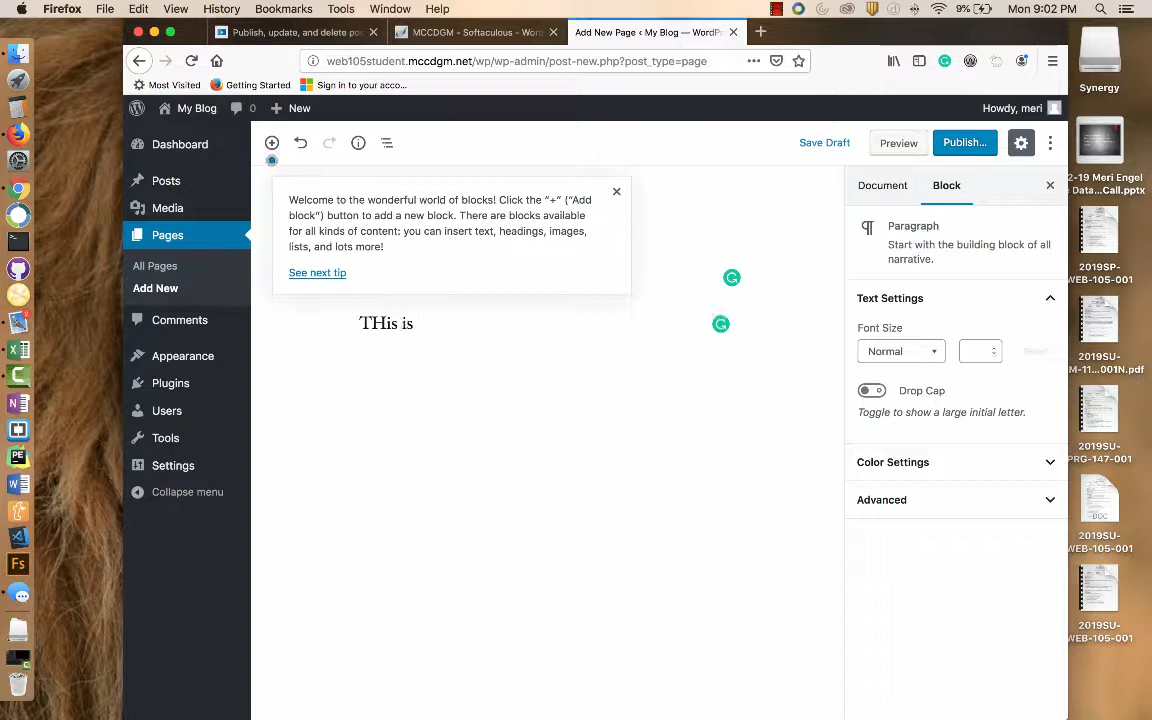 Firefox File Edit View History Bookmarks Tools Window Help 9% Mon 9:02 PM
Publish, update, and delete po
MCCDGM - Softaculous - Wor
Add New Page ‹ My Blog — WordPr
web105student.mccdgm.net/wp/wp-admin/post-new.php?post_type=page
Most Visited Getting Started Sign in to your acco...
My Blog 0 New Howdy, meri
Dashboard
Posts
Media
Pages
All Pages
Add New
Comments
Appearance
Plugins
Users
Tools
Settings
Collapse menu
Save Draft Preview Publish...
Welcome to the wonderful world of blocks! Click the “+” (“Add
block”) button to add a new block. There are blocks available
for all kinds of content: you can insert text, headings, images,
lists, and lots more!
See next tip
THis is
Document Block
Paragraph
Start with the building block of all
narrative.
Text Settings
Font Size
Normal
Reset
Drop Cap
Toggle to show a large initial letter.
Color Settings
Advanced
Synergy
2-19 Meri Engel
e Data...Call.pptx
2019SP-
WEB-105-001
2019SU-
M-11...001N.pdf
2019SU-
PRG-147-001
DOC
2019SU-
WEB-105-001
2019SU-
WEB-105-001